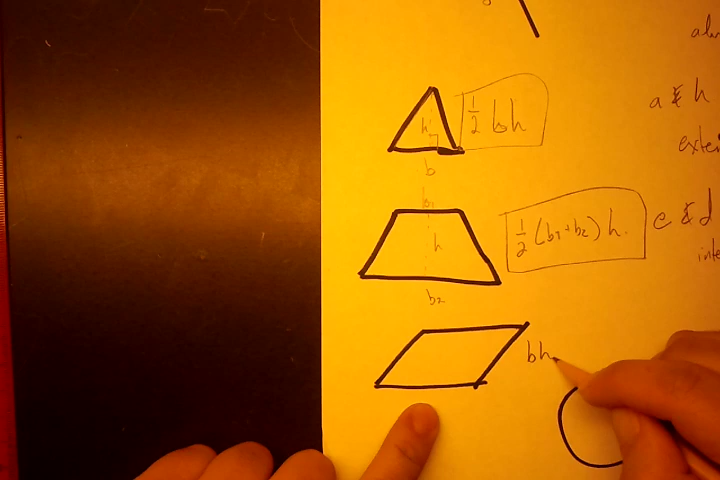 h
1/2 bh
b
a & h
b₁
h
1/2 (b₁+b₂) h.
e & d
b₂
bh